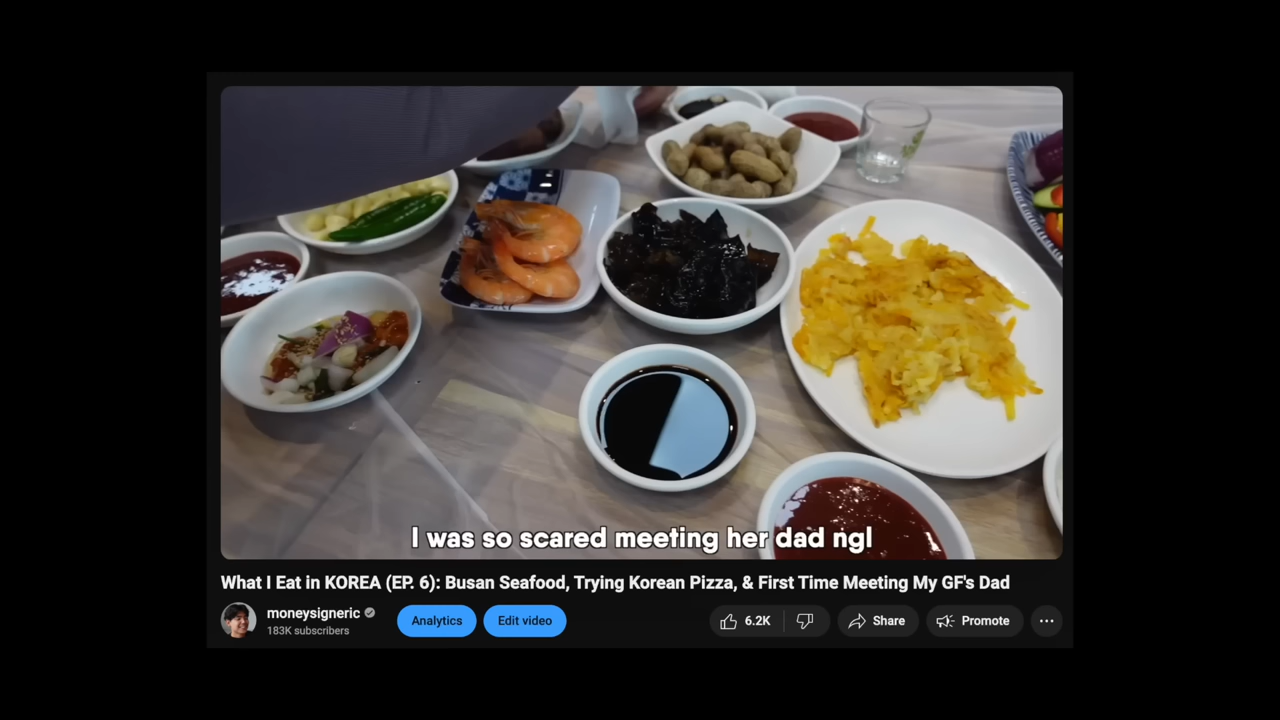 I was so scared meeting her dad ngl
What I Eat in KOREA (EP. 6): Busan Seafood, Trying Korean Pizza, & First Time Meeting My GF's Dad
moneysigneric
183K subscribers
Analytics
Edit video
6.2K
Share
Promote